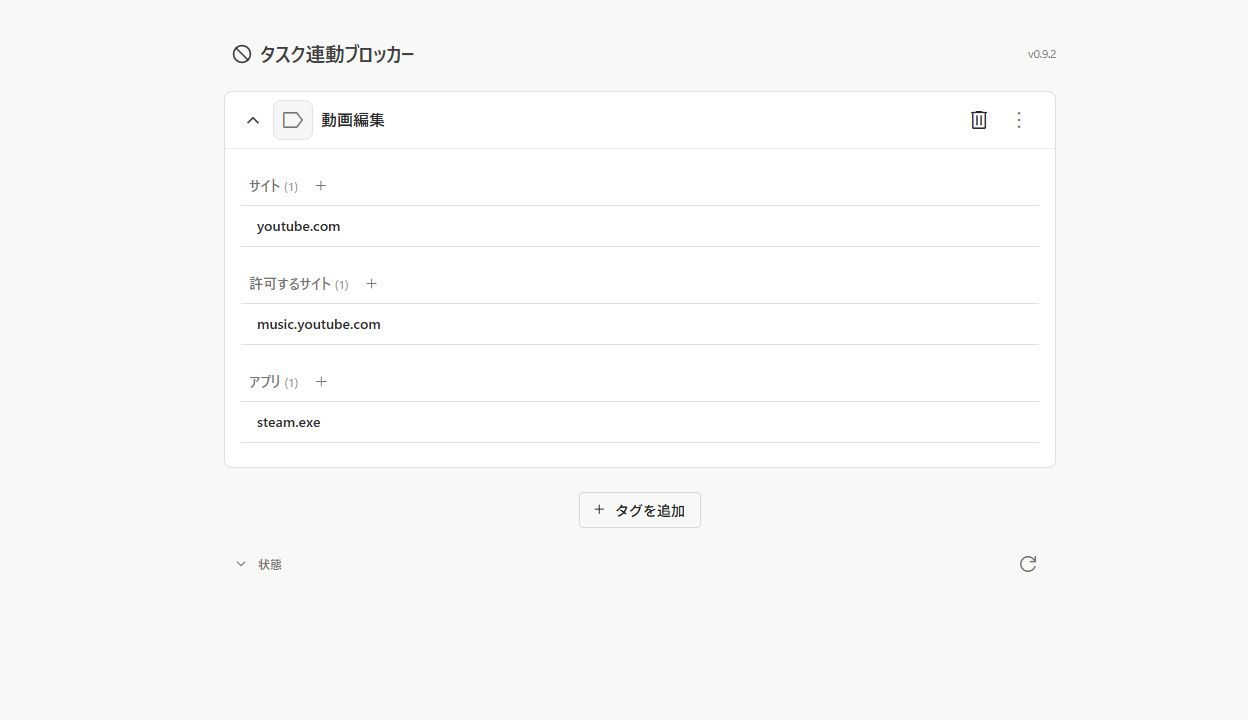 タスク連動ブロッカー
v0.9.2
動画編集
サイト (1)
youtube.com
許可するサイト (1)
music.youtube.com
アプリ (1)
steam.exe
タグを追加
状態